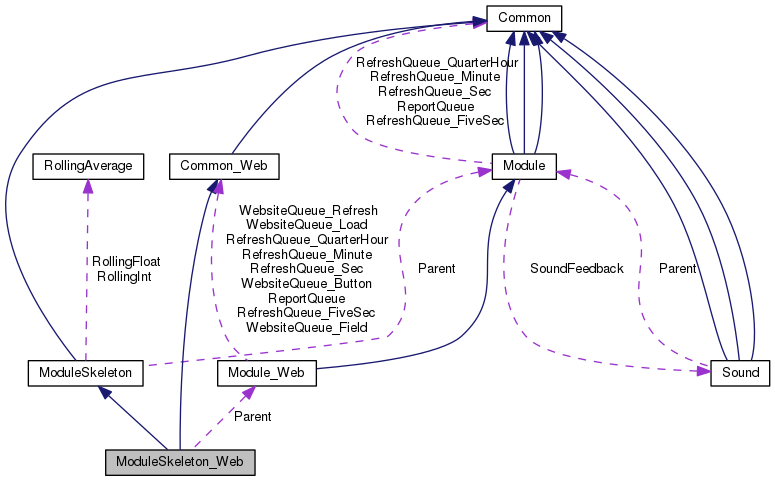 Common
RefreshQueue_QuarterHour
RefreshQueue_Minute
RefreshQueue_Sec
ReportQueue
RefreshQueue_FiveSec
RollingAverage
Common_Web
Module
WebsiteQueue_Refresh
WebsiteQueue_Load
RefreshQueue_QuarterHour
RefreshQueue_Minute
RefreshQueue_Sec
WebsiteQueue_Button
ReportQueue
RefreshQueue_FiveSec
WebsiteQueue_Field
RollingFloat
RollingInt
Parent
SoundFeedback
Parent
ModuleSkeleton
Module_Web
Sound
Parent
ModuleSkeleton_Web